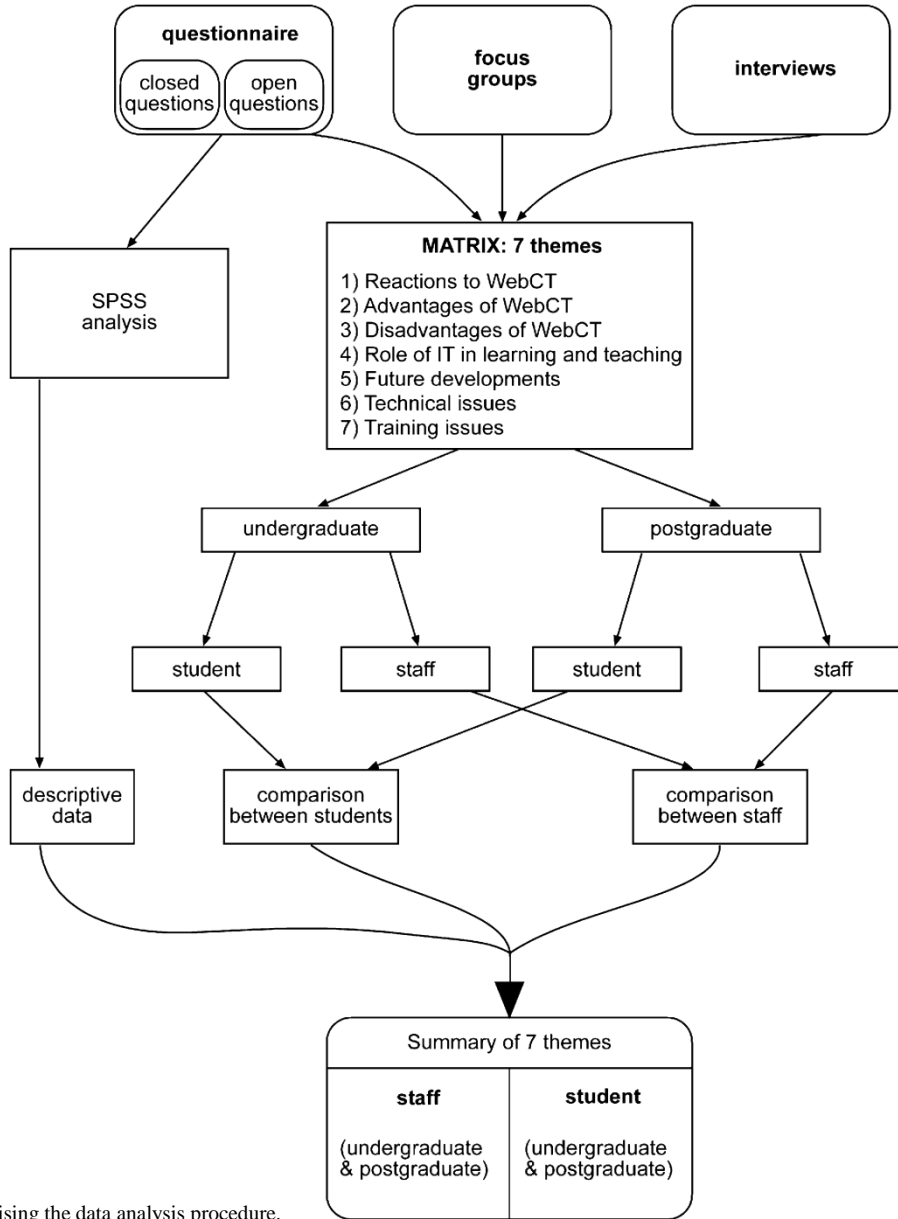 questionnaire
closed
questions
open
questions
focus
groups
interviews
MATRIX: 7 themes
1) Reactions to WebCT
2) Advantages of WebCT
3) Disadvantages of WebCT
4) Role of IT in learning and teaching
5) Future developments
6) Technical issues
7) Training issues
SPSS
analysis
undergraduate
postgraduate
student
staff
student
staff
descriptive
data
comparison
between students
comparison
between staff
Summary of 7 themes
staff
(undergraduate
& postgraduate)
student
(undergraduate
& postgraduate)
ising the data analysis procedure.